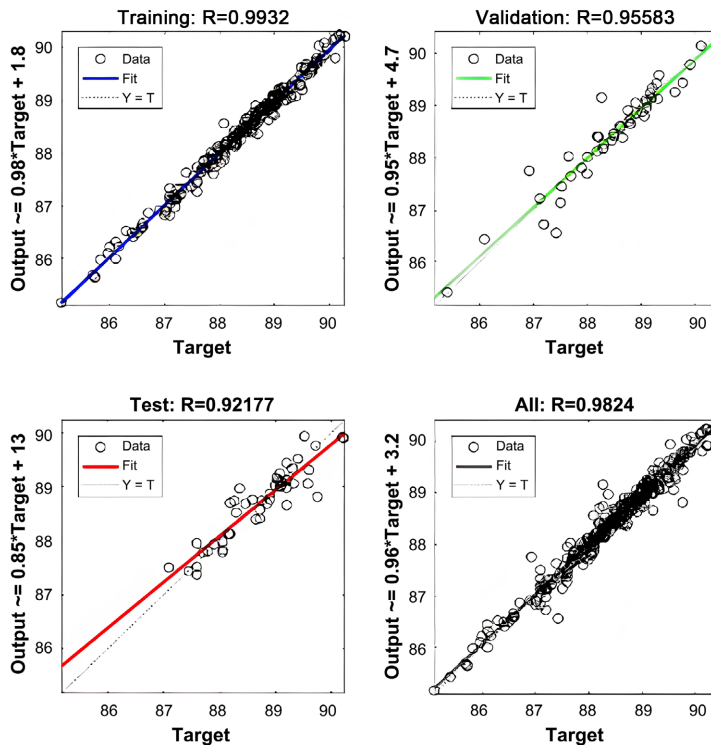 Training: R=0.9932
Output ~= 0.98*Target + 1.8
90
89
88
87
86
Data
Fit
Y = T
86 87 88 89 90
Target
Validation: R=0.95583
Output ~= 0.95*Target + 4.7
90
89
88
87
86
Data
Fit
Y = T
86 87 88 89 90
Target
Test: R=0.92177
Output ~= 0.85*Target + 13
90
89
88
87
86
Data
Fit
Y = T
86 87 88 89 90
Target
All: R=0.9824
Output ~= 0.96*Target + 3.2
90
89
88
87
86
Data
Fit
Y = T
86 87 88 89 90
Target